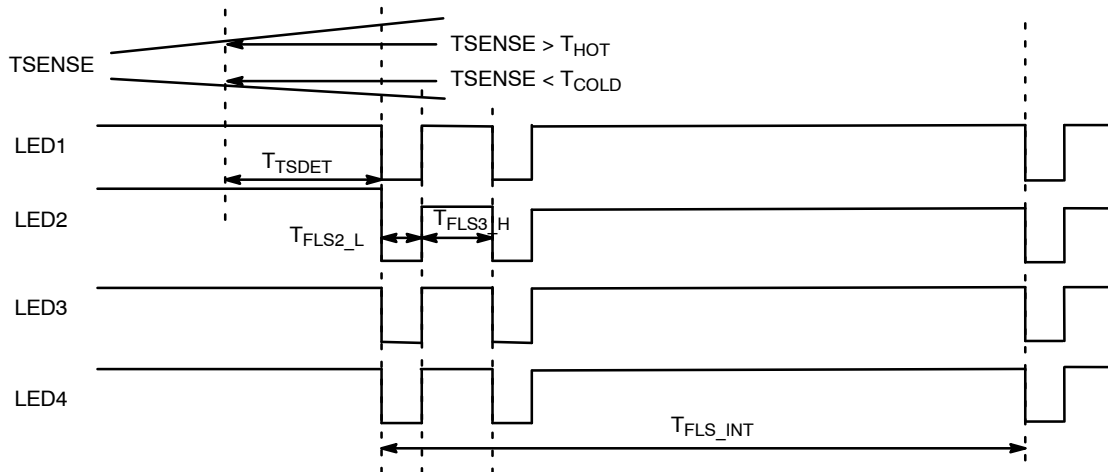 TSENSE
TSENSE > T_HOT
TSENSE < T_COLD
LED1
T_TSDET
LED2
T_FLS2_L
T_FLS3_H
LED3
LED4
T_FLS_INT